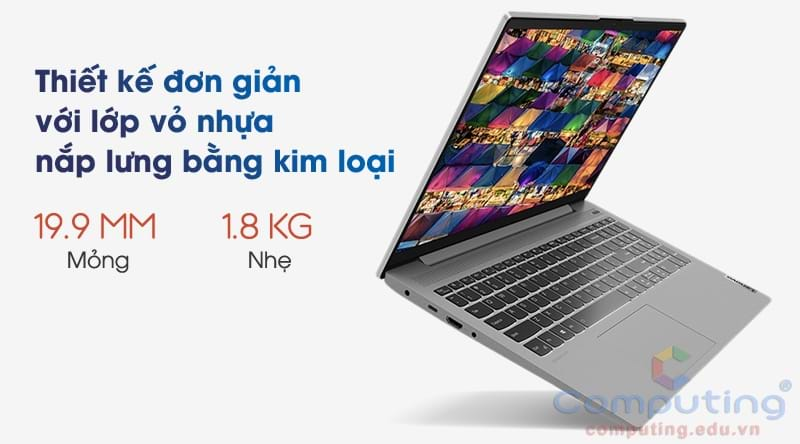 Thiết kế đơn giản
với lớp vỏ nhựa
nắp lưng bằng kim loại
19.9 MM
1.8 KG
Mỏng
Nhẹ
Computing®
computing.edu.vn